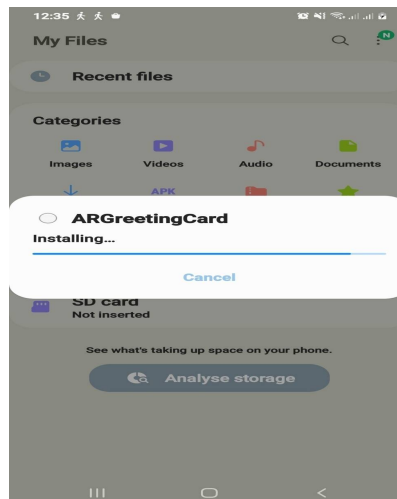 12:35
My Files
N
Recent files
Categories
Images Videos Audio Documents
APK
ARGreetingCard
Installing...
Cancel
SD card
Not inserted
See what's taking up space on your phone.
Analyse storage